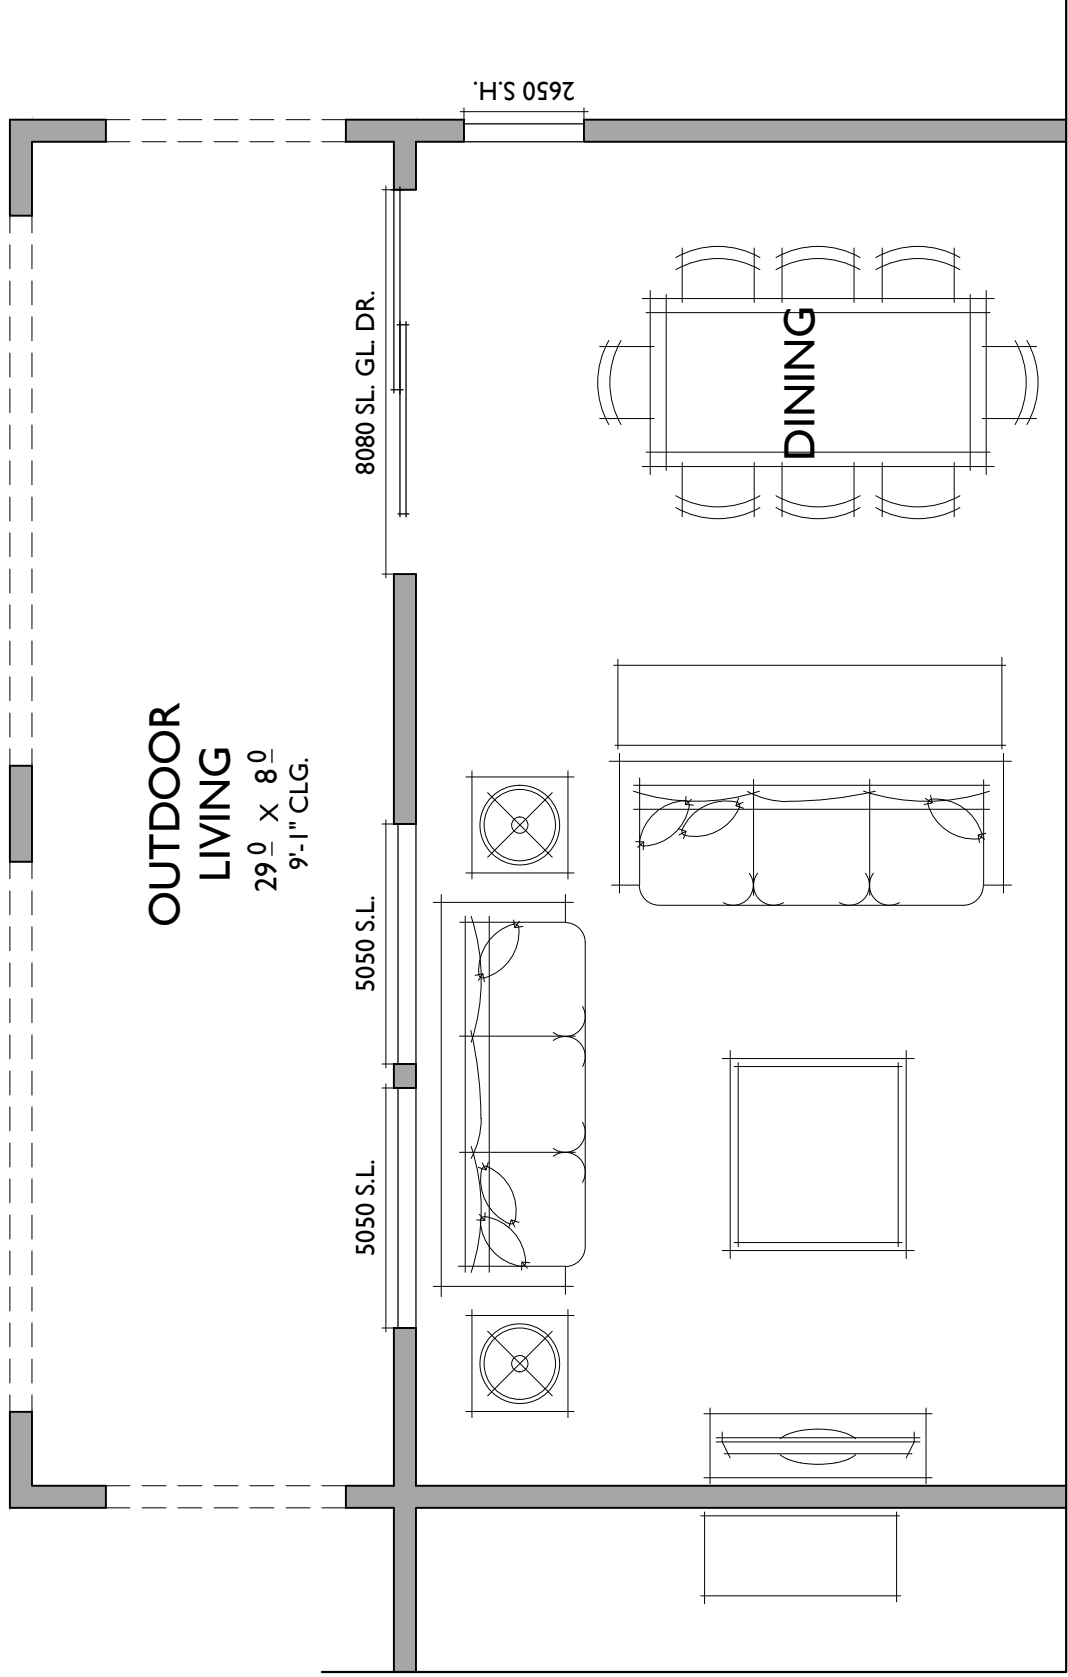 OUTDOOR
LIVING
29⁰ X 8⁰
9'-1" CLG.
5050 S.L.
5050 S.L.
8080 SL. GL. DR.
2650 S.H.
DINING